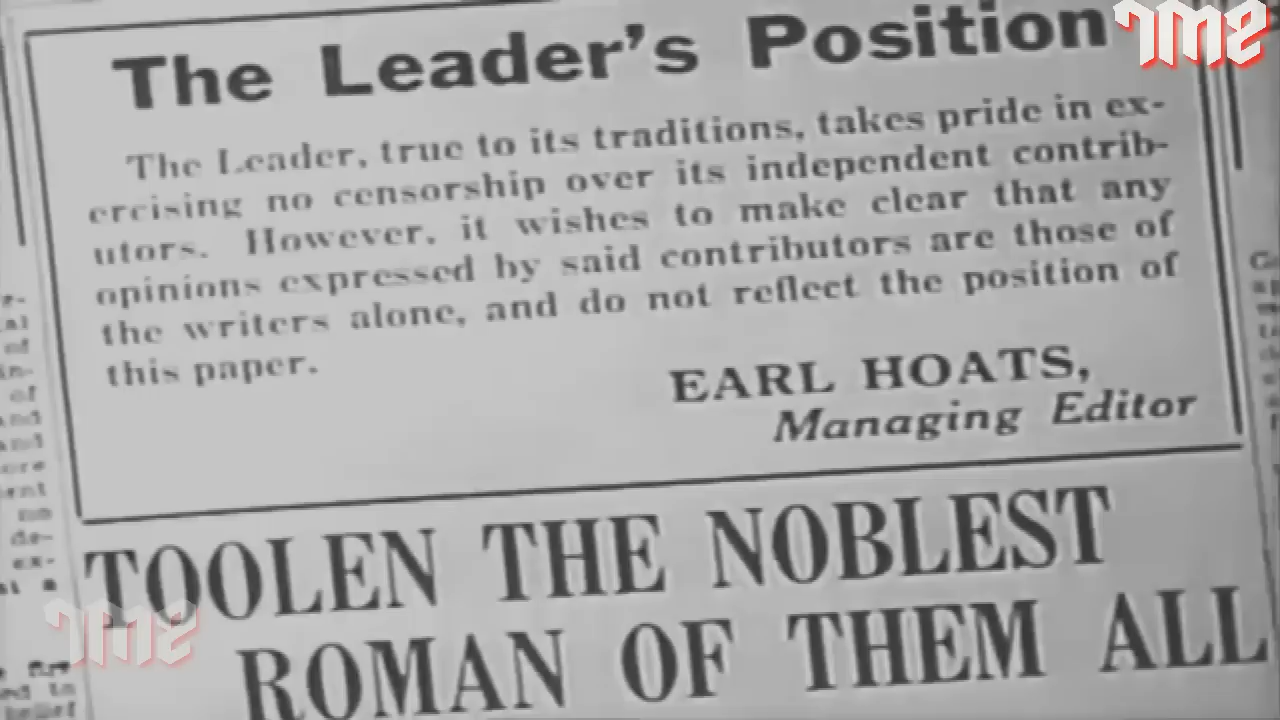 The Leader's Position
The Leader, true to its traditions, takes pride in ex-
ercising no censorship over its independent contrib-
utors. However, it wishes to make clear that any
opinions expressed by said contributors are those of
the writers alone, and do not reflect the position of
this paper.
EARL HOATS,
Managing Editor
TOOLEN THE NOBLEST
ROMAN OF THEM ALL